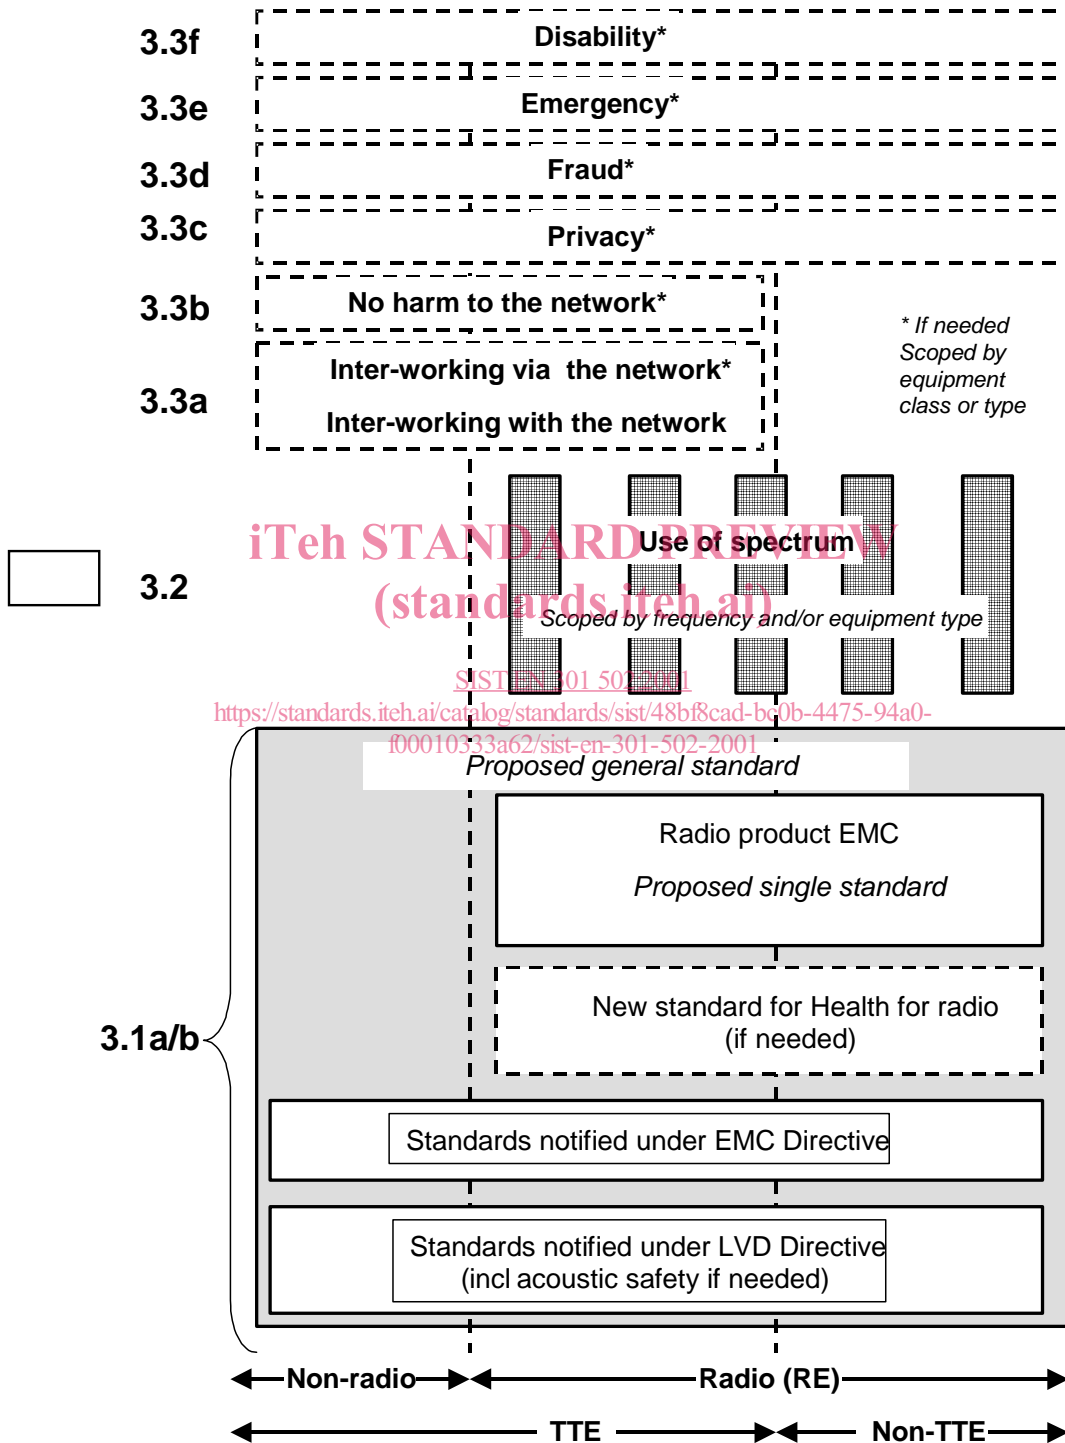 3.3f
Disability*
3.3e
Emergency*
3.3d
Fraud*
3.3c
Privacy*
3.3b
No harm to the network*
* If needed
Scoped by
equipment
class or type
3.3a
Inter-working via the network*
Inter-working with the network
iTeh STANDARD PREVIEW
(standards.iteh.ai)
3.2
Use of spectrum
Scoped by frequency and/or equipment type
SIST EN 301 502:2001
https://standards.iteh.ai/catalog/standards/sist/48bf8cad-bc0b-4475-94a0-
f00010333a62/sist-en-301-502-2001
Proposed general standard
Radio product EMC
Proposed single standard
3.1a/b
New standard for Health for radio
(if needed)
Standards notified under EMC Directive
Standards notified under LVD Directive
(incl acoustic safety if needed)
Non-radio
Radio (RE)
TTE
Non-TTE